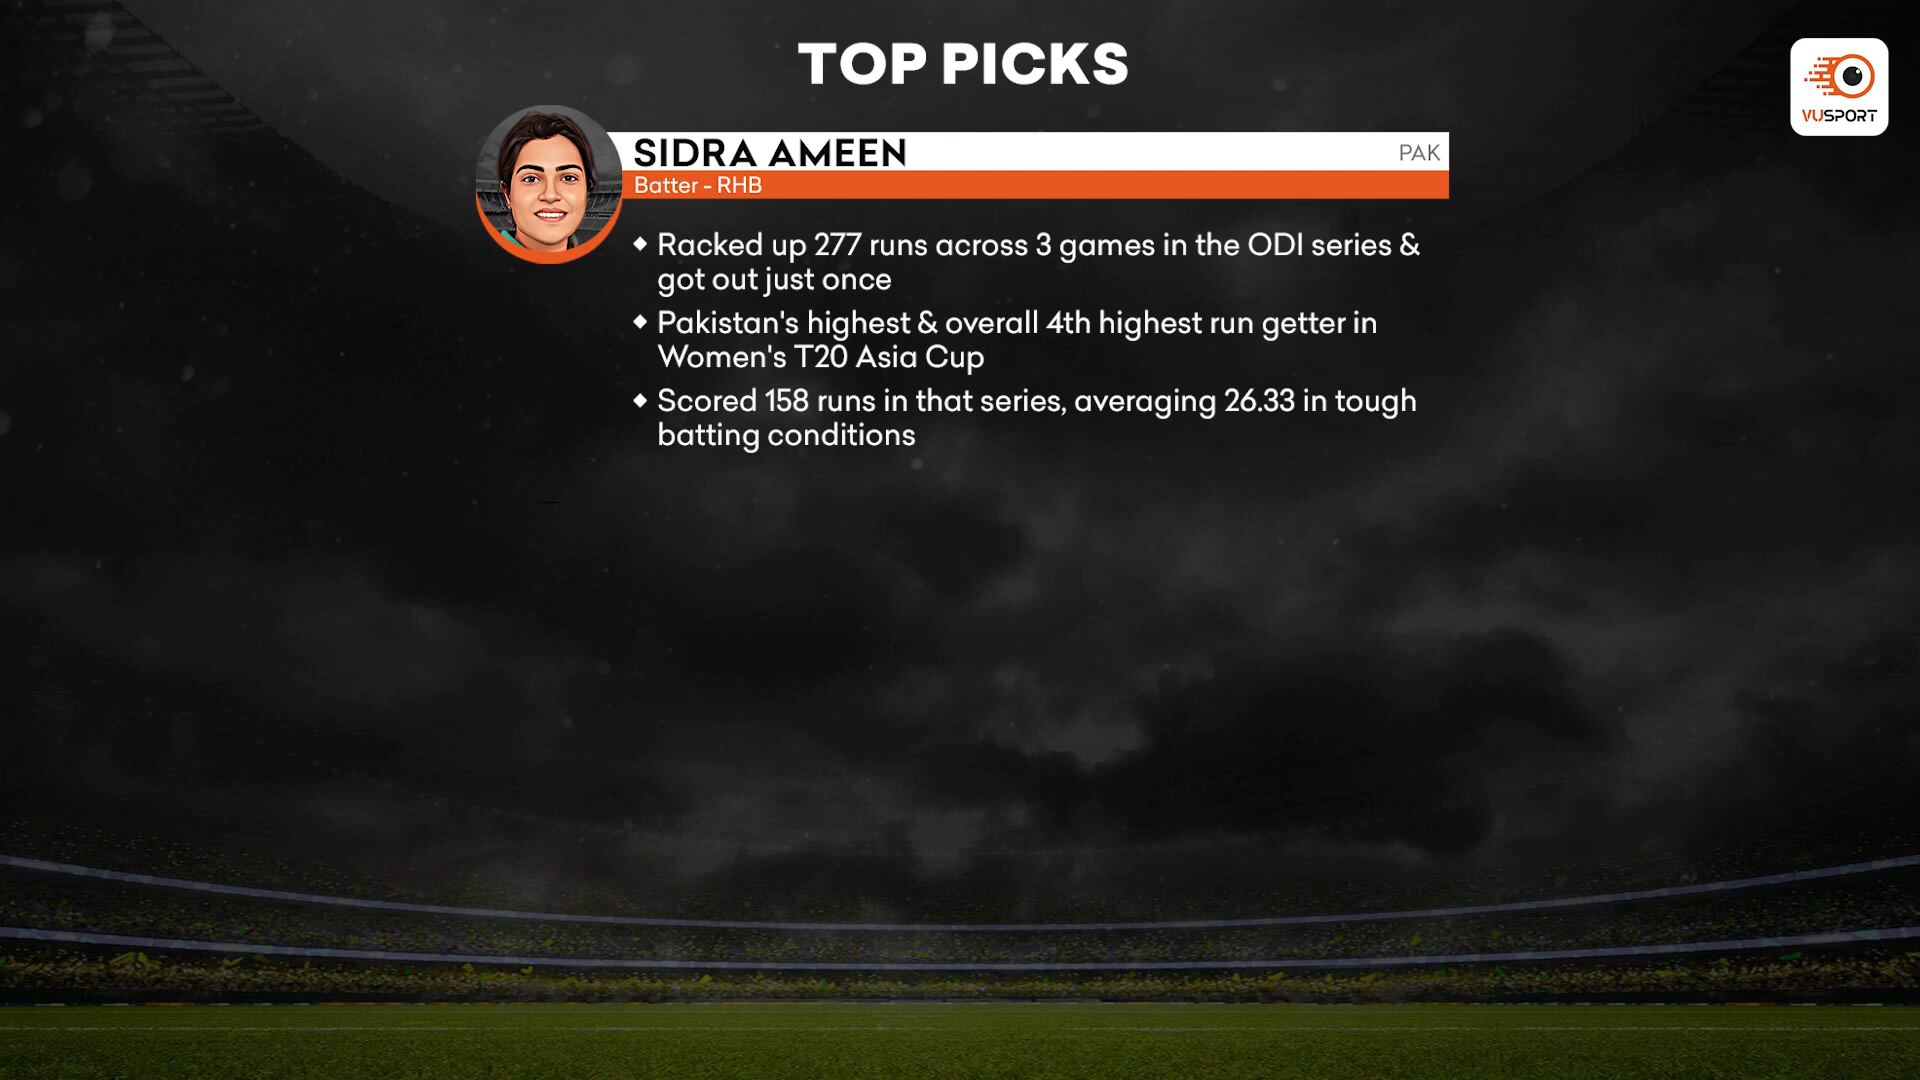 TOP PICKS
VUSPORT
SIDRA AMEEN
PAK
Batter - RHB
Racked up 277 runs across 3 games in the ODI series &
got out just once
Pakistan's highest & overall 4th highest run getter in
Women's T20 Asia Cup
Scored 158 runs in that series, averaging 26.33 in tough
batting conditions